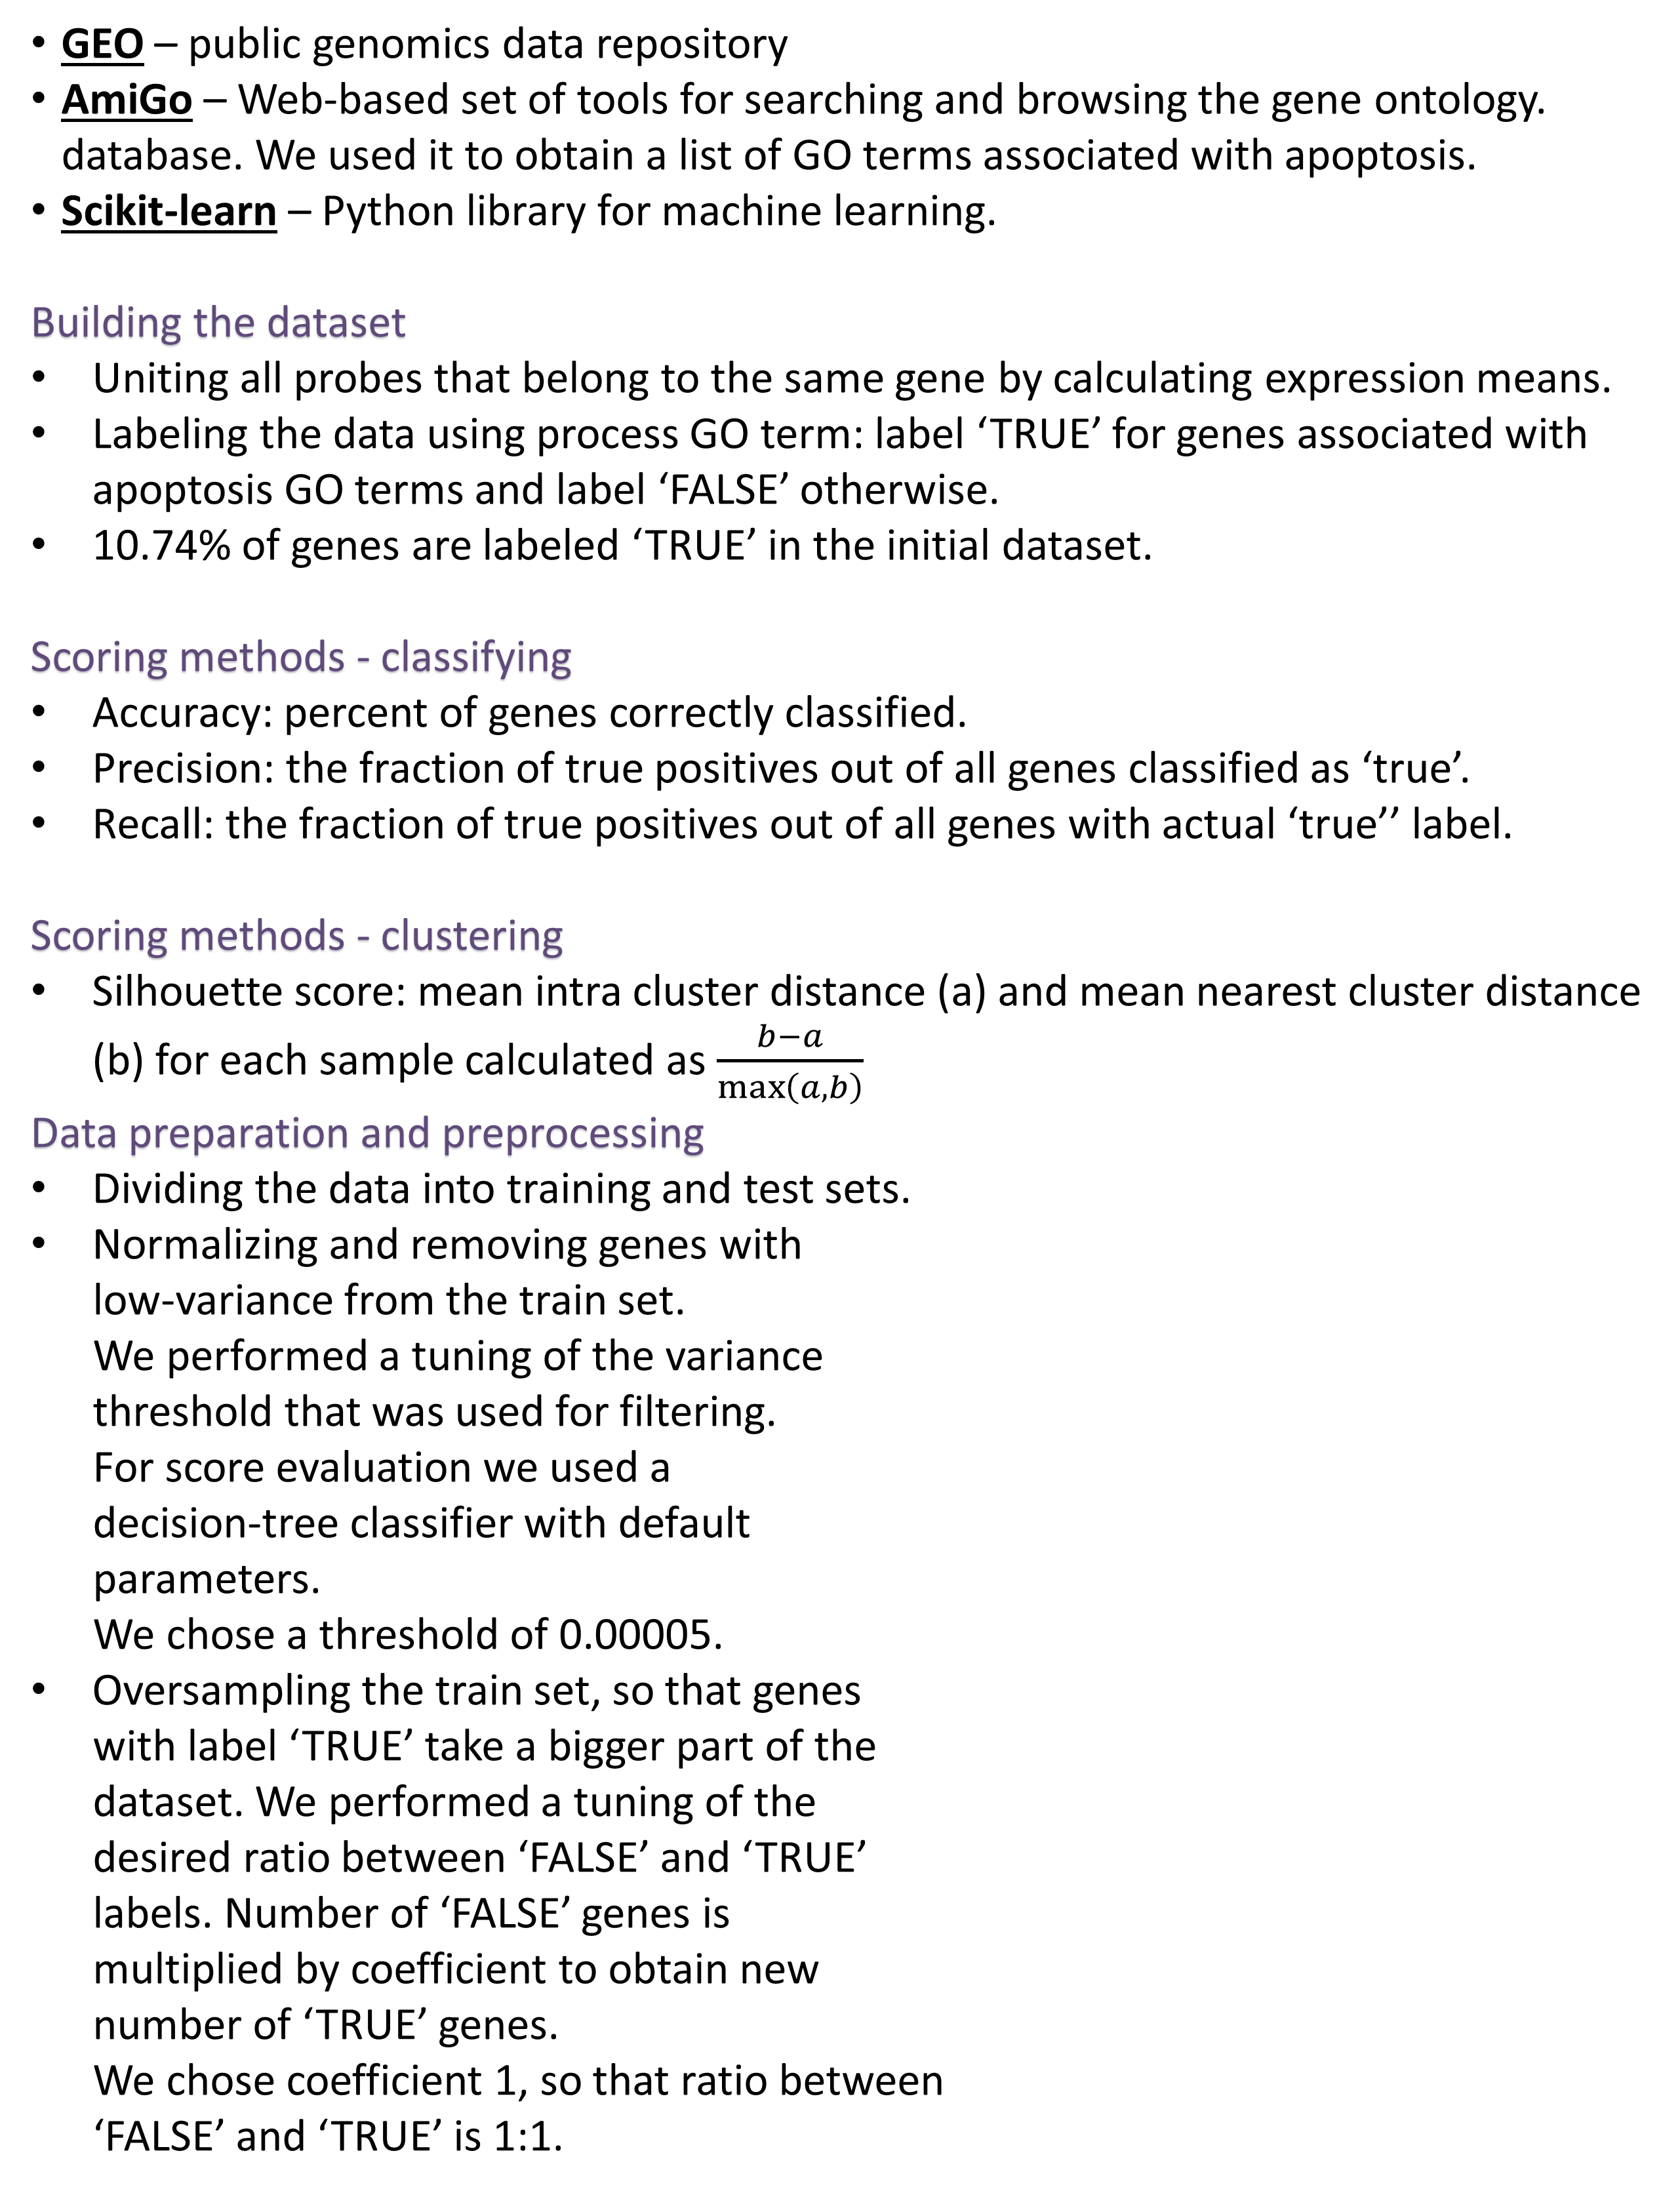 • GEO – public genomics data repository
• AmiGo – Web-based set of tools for searching and browsing the gene ontology.
database. We used it to obtain a list of GO terms associated with apoptosis.
• Scikit-learn – Python library for machine learning.
Building the dataset
• Uniting all probes that belong to the same gene by calculating expression means.
• Labeling the data using process GO term: label ‘TRUE’ for genes associated with
apoptosis GO terms and label ‘FALSE’ otherwise.
• 10.74% of genes are labeled ‘TRUE’ in the initial dataset.
Scoring methods - classifying
• Accuracy: percent of genes correctly classified.
• Precision: the fraction of true positives out of all genes classified as ‘true’.
• Recall: the fraction of true positives out of all genes with actual ‘true’’ label.
Scoring methods - clustering
• Silhouette score: mean intra cluster distance (a) and mean nearest cluster distance
(b) for each sample calculated as b−a / max(a,b)
Data preparation and preprocessing
• Dividing the data into training and test sets.
• Normalizing and removing genes with
low-variance from the train set.
We performed a tuning of the variance
threshold that was used for filtering.
For score evaluation we used a
decision-tree classifier with default
parameters.
We chose a threshold of 0.00005.
• Oversampling the train set, so that genes
with label ‘TRUE’ take a bigger part of the
dataset. We performed a tuning of the
desired ratio between ‘FALSE’ and ‘TRUE’
labels. Number of ‘FALSE’ genes is
multiplied by coefficient to obtain new
number of ‘TRUE’ genes.
We chose coefficient 1, so that ratio between
‘FALSE’ and ‘TRUE’ is 1:1.